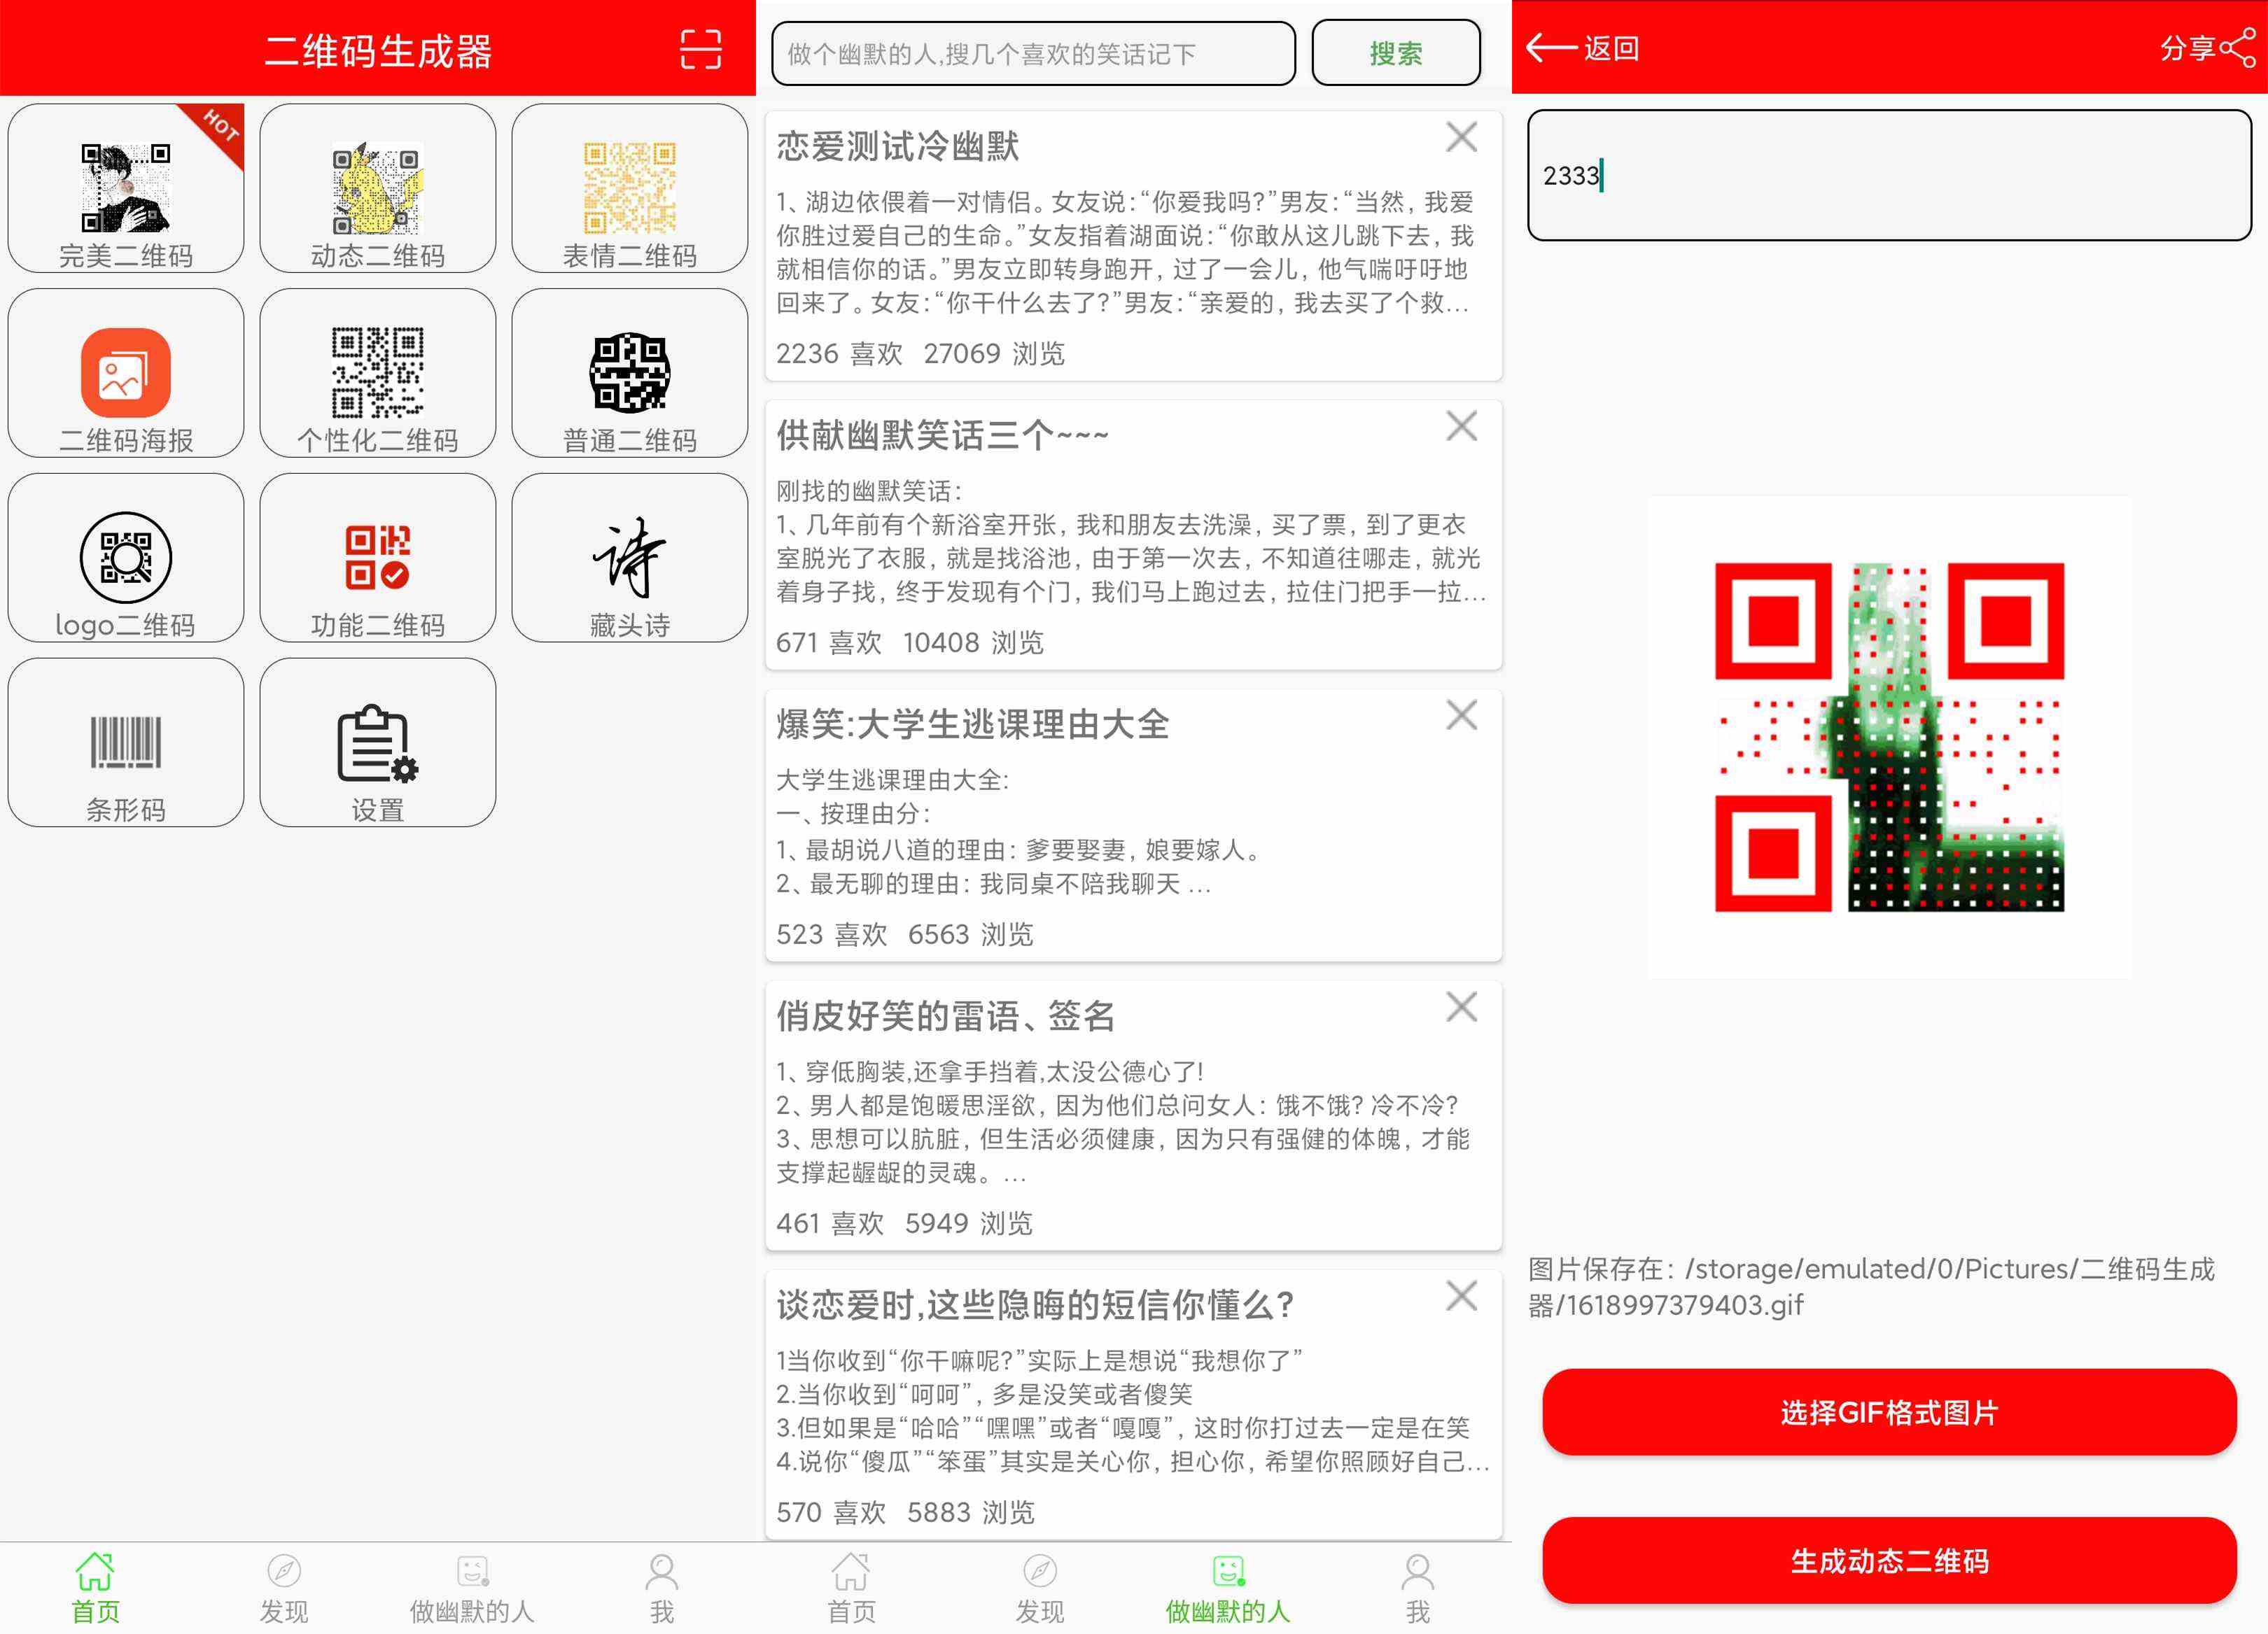 二维码生成器
HOT
完美二维码
动态二维码
表情二维码
二维码海报
个性化二维码
普通二维码
logo二维码
功能二维码
诗
藏头诗
条形码
设置
首页
发现
做幽默的人
我
做个幽默的人,搜几个喜欢的笑话记下
搜索
恋爱测试冷幽默
1、湖边依偎着一对情侣。女友说:“你爱我吗?”男友:“当然, 我爱
你胜过爱自己的生命。”女友指着湖面说:“你敢从这儿跳下去, 我
就相信你的话。”男友立即转身跑开, 过了一会儿, 他气喘吁吁地
回来了。女友:“你干什么去了?”男友:“亲爱的, 我去买了个救...
2236 喜欢 27069 浏览
供献幽默笑话三个~~~
刚找的幽默笑话:
1、几年前有个新浴室开张, 我和朋友去洗澡, 买了票, 到了更衣
室脱光了衣服, 就是找浴池, 由于第一次去, 不知道往哪走, 就光
着身子找, 终于发现有个门, 我们马上跑过去, 拉住门把手一拉...
671 喜欢 10408 浏览
爆笑:大学生逃课理由大全
大学生逃课理由大全:
一、按理由分:
1、最胡说八道的理由: 爹要娶妻, 娘要嫁人。
2、最无聊的理由: 我同桌不陪我聊天 ...
523 喜欢 6563 浏览
俏皮好笑的雷语、签名
1、穿低胸装,还拿手挡着,太没公德心了!
2、男人都是饱暖思淫欲, 因为他们总问女人: 饿不饿? 冷不冷?
3、思想可以肮脏, 但生活必须健康, 因为只有强健的体魄, 才能
支撑起龌龊的灵魂。...
461 喜欢 5949 浏览
谈恋爱时,这些隐晦的短信你懂么?
1当你收到“你干嘛呢?”实际上是想说“我想你了”
2.当你收到“呵呵”, 多是没笑或者傻笑
3.但如果是“哈哈”“嘿嘿”或者“嘎嘎”, 这时你打过去一定是在笑
4.说你“傻瓜”“笨蛋”其实是关心你, 担心你, 希望你照顾好自己...
570 喜欢 5883 浏览
首页
发现
做幽默的人
我
返回
分享
2333
图片保存在: /storage/emulated/0/Pictures/二维码生成
器/1618997379403.gif
选择GIF格式图片
生成动态二维码